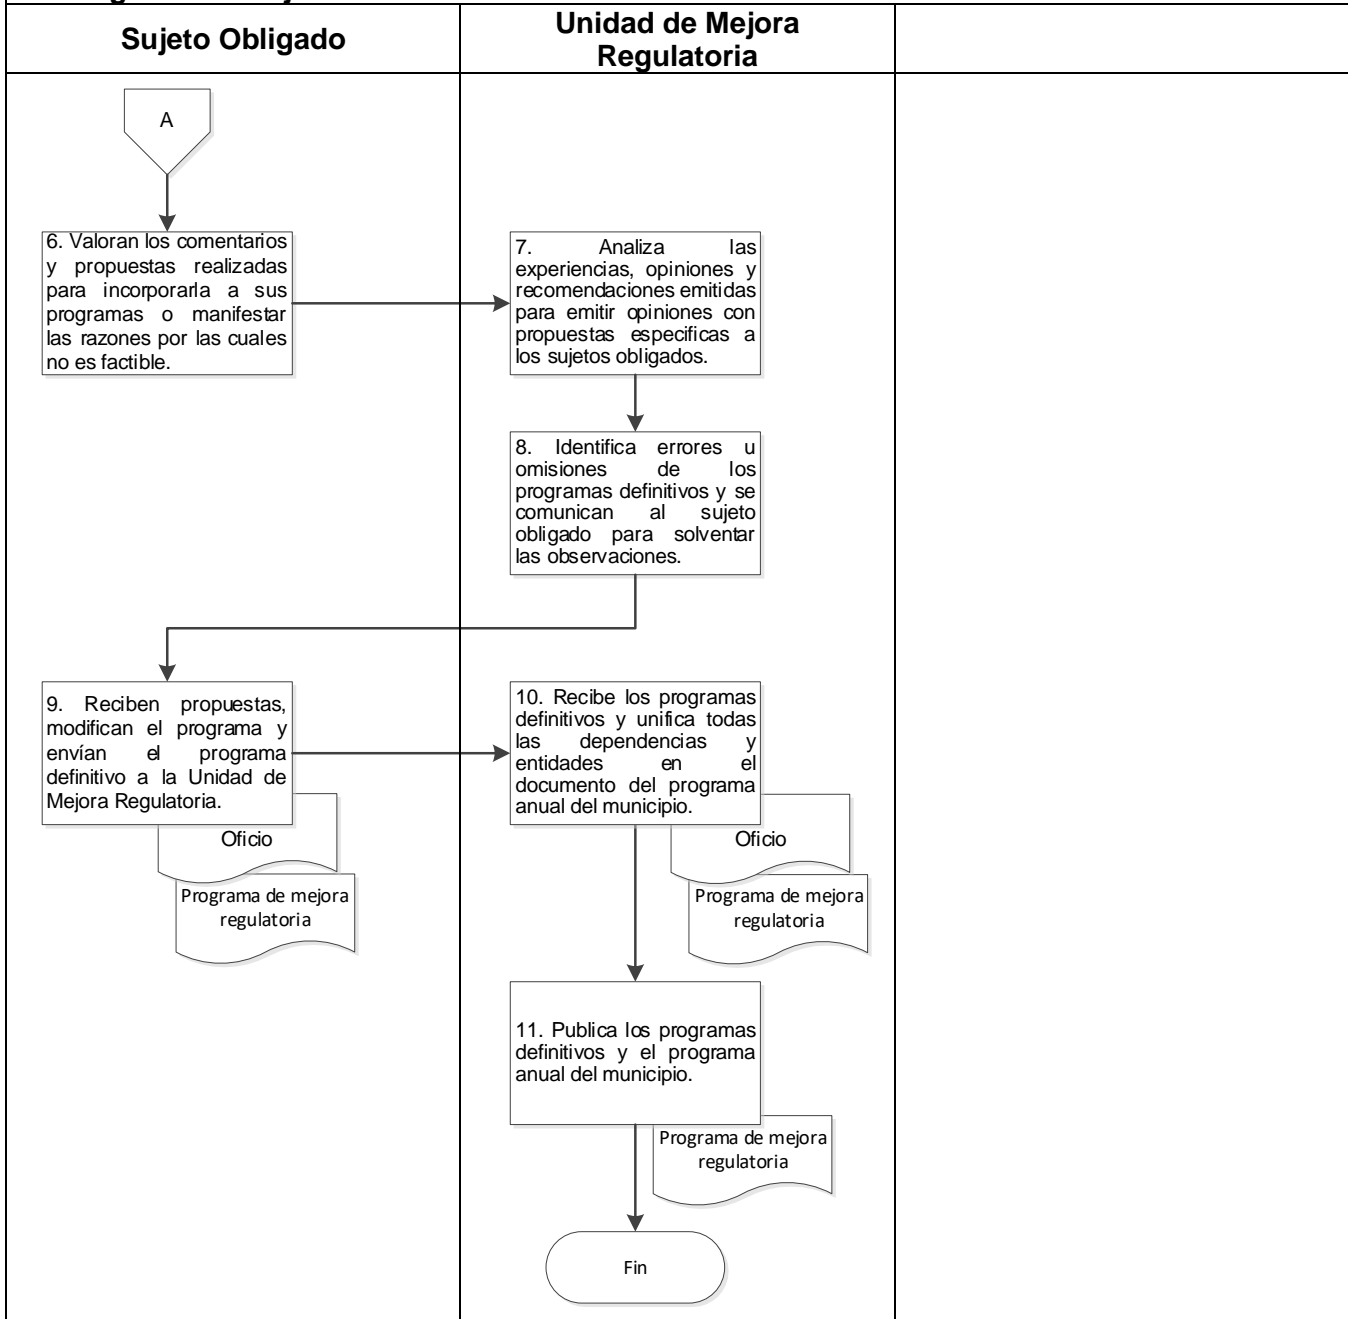 Sujeto Obligado
Unidad de Mejora
Regulatoria
A
6. Valoran los comentarios
y propuestas realizadas
para incorporarla a sus
programas o manifestar
las razones por las cuales
no es factible.
7. Analiza las
experiencias, opiniones y
recomendaciones emitidas
para emitir opiniones con
propuestas especificas a
los sujetos obligados.
8. Identifica errores u
omisiones de los
programas definitivos y se
comunican al sujeto
obligado para solventar
las observaciones.
9. Reciben propuestas,
modifican el programa y
envían el programa
definitivo a la Unidad de
Mejora Regulatoria.
Oficio
Programa de mejora
regulatoria
10. Recibe los programas
definitivos y unifica todas
las dependencias y
entidades en el
documento del programa
anual del municipio.
Oficio
Programa de mejora
regulatoria
11. Publica los programas
definitivos y el programa
anual del municipio.
Programa de mejora
regulatoria
Fin